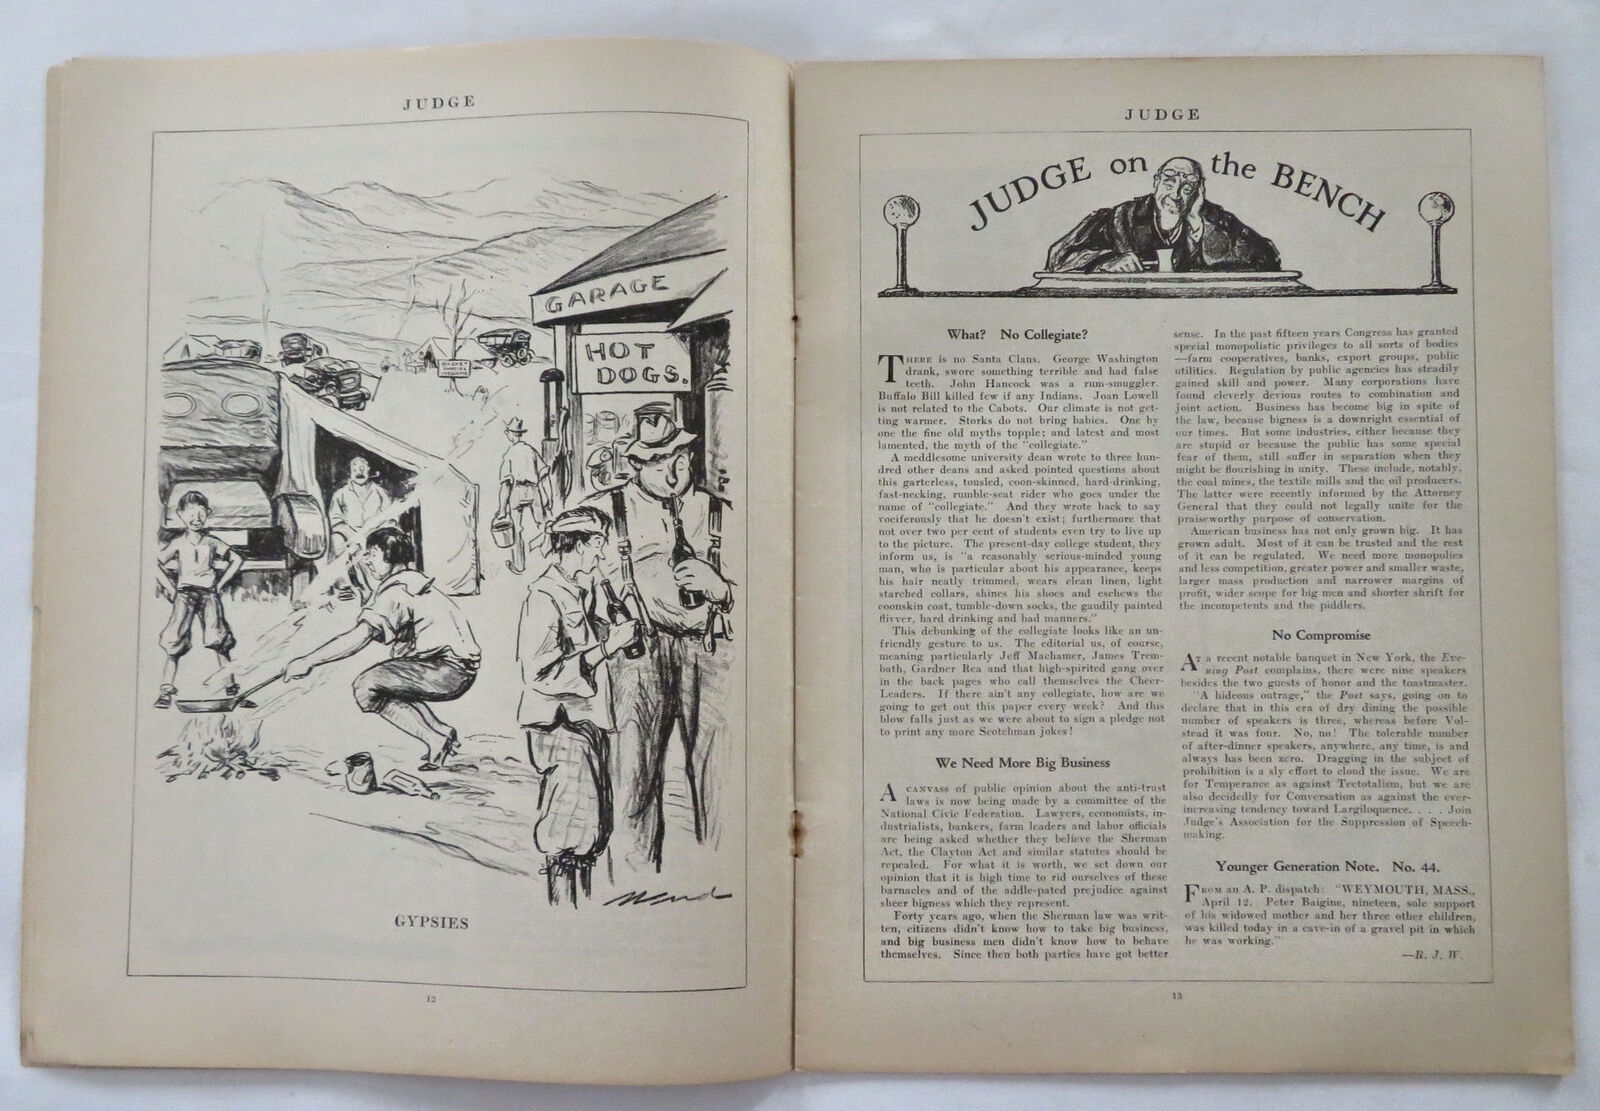 JUDGE
GARAGE
HOT
DOGS.
GYPSIES
12
JUDGE
JUDGE on the BENCH
What? No Collegiate?
THERE is no Santa Claus. George Washington
drank, swore something terrible and had false
teeth. John Hancock was a rum-smuggler.
Buffalo Bill killed few if any Indians. Joan Lowell
is not related to the Cabots. Our climate is not get-
ting warmer. Storks do not bring babies. One by
one the fine old myths topple; and latest and most
lamented, the myth of the "collegiate."
A meddlesome university dean wrote to three hun-
dred other deans and asked pointed questions about
this garterless, tousled, coon-skinned, hard-drinking,
fast-necking, rumble-seat rider who goes under the
name of "collegiate." And they wrote back to say
vociferously that he doesn't exist; furthermore that
not over two per cent of students even try to live up
to the picture. The present-day college student, they
inform us, is "a reasonably serious-minded young
man, who is particular about his appearance, keeps
his hair neatly trimmed, wears clean linen, light
starched collars, shines his shoes and eschews the
coonskin coat, tumble-down socks, the gaudily painted
flivver, hard drinking and bad manners."
This debunking of the collegiate looks like an un-
friendly gesture to us. The editorial us, of course,
meaning particularly Jeff Machamer, James Trem-
bath, Gardner Rea and that high-spirited gang over
in the back pages who call themselves the Cheer-
Leaders. If there ain't any collegiate, how are we
going to get out this paper every week? And this
blow falls just as we were about to sign a pledge not
to print any more Scotchman jokes!
We Need More Big Business
A CANVASS of public opinion about the anti-trust
laws is now being made by a committee of the
National Civic Federation. Lawyers, economists, in-
dustrialists, bankers, farm leaders and labor officials
are being asked whether they believe the Sherman
Act, the Clayton Act and similar statutes should be
repealed. For what it is worth, we set down our
opinion that it is high time to rid ourselves of these
barnacles and of the addle-pated prejudice against
sheer bigness which they represent.
Forty years ago, when the Sherman law was writ-
ten, citizens didn't know how to take big business,
and big business men didn't know how to behave
themselves. Since then both parties have got better
sense. In the past fifteen years Congress has granted
special monopolistic privileges to all sorts of bodies
—farm cooperatives, banks, export groups, public
utilities. Regulation by public agencies has steadily
gained skill and power. Many corporations have
found cleverly devious routes to combination and
joint action. Business has become big in spite of
the law, because bigness is a downright essential of
our times. But some industries, either because they
are stupid or because the public has some special
fear of them, still suffer in separation when they
might be flourishing in unity. These include, notably,
the coal mines, the textile mills and the oil producers.
The latter were recently informed by the Attorney
General that they could not legally unite for the
praiseworthy purpose of conservation.
American business has not only grown big. It has
grown adult. Most of it can be trusted and the rest
of it can be regulated. We need more monopolies
and less competition, greater power and smaller waste,
larger mass production and narrower margins of
profit, wider scope for big men and shorter shrift for
the incompetents and the piddlers.
No Compromise
AT a recent notable banquet in New York, the Eve-
ning Post complains, there were nine speakers
besides the two guests of honor and the toastmaster.
"A hideous outrage," the Post says, going on to
declare that in this era of dry dining the possible
number of speakers is three, whereas before Vol-
stead it was four. No, no! The tolerable number
of after-dinner speakers, anywhere, any time, is and
always has been zero. Dragging in the subject of
prohibition is a sly effort to cloud the issue. We are
for Temperance as against Teetotalism, but we are
also decidedly for Conversation as against the ever-
increasing tendency toward Largiloquence. . . . Join
Judge's Association for the Suppression of Speech-
making.
Younger Generation Note. No. 44.
FROM an A. P. dispatch: "WEYMOUTH, MASS.,
April 12. Peter Baigine, nineteen, sole support
of his widowed mother and her three other children,
was killed today in a cave-in of a gravel pit in which
he was working."
—R. J. W.
13